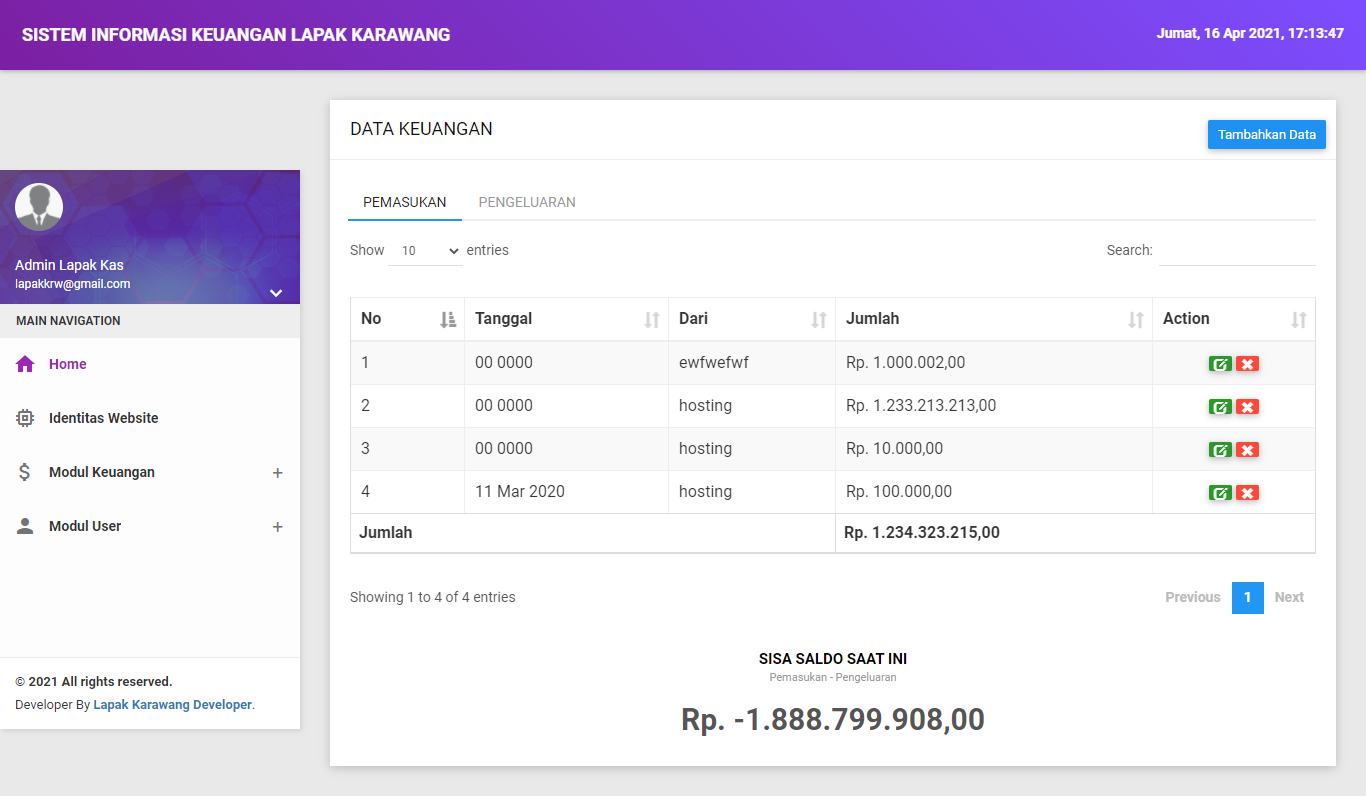 SISTEM INFORMASI KEUANGAN LAPAK KARAWANG
Jumat, 16 Apr 2021, 17:13:47
Admin Lapak Kas
lapakkrw@gmail.com
MAIN NAVIGATION
Home
Identitas Website
Modul Keuangan +
Modul User +
© 2021 All rights reserved.
Developer By Lapak Karawang Developer.
DATA KEUANGAN
Tambahkan Data
PEMASUKAN PENGELUARAN
Show 10 entries
Search:
No Tanggal Dari Jumlah Action
1 00 0000 ewfwefwf Rp. 1.000.002,00
2 00 0000 hosting Rp. 1.233.213.213,00
3 00 0000 hosting Rp. 10.000,00
4 11 Mar 2020 hosting Rp. 100.000,00
Jumlah Rp. 1.234.323.215,00
Showing 1 to 4 of 4 entries
Previous 1 Next
SISA SALDO SAAT INI
Pemasukan - Pengeluaran
Rp. -1.888.799.908,00